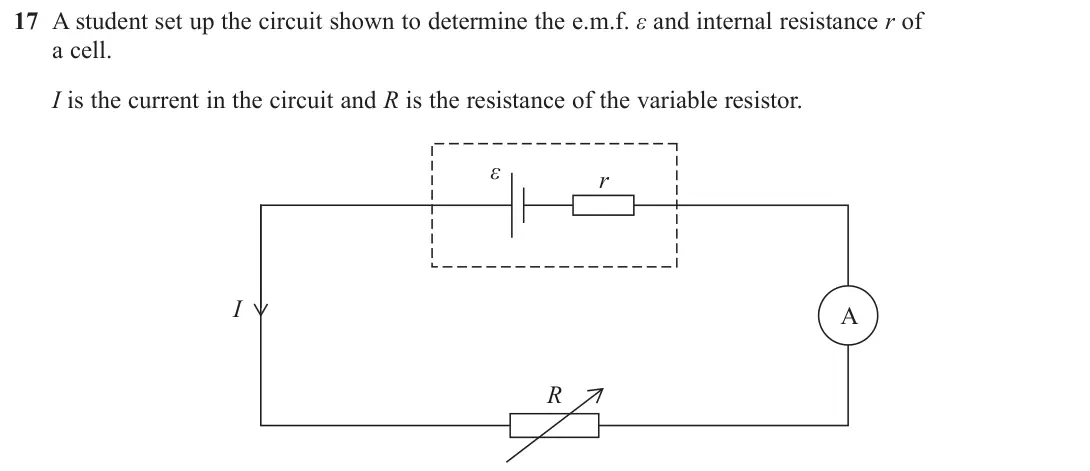 17 A student set up the circuit shown to determine the e.m.f. ε and internal resistance r of
a cell.
I is the current in the circuit and R is the resistance of the variable resistor.
ε
r
I
A
R